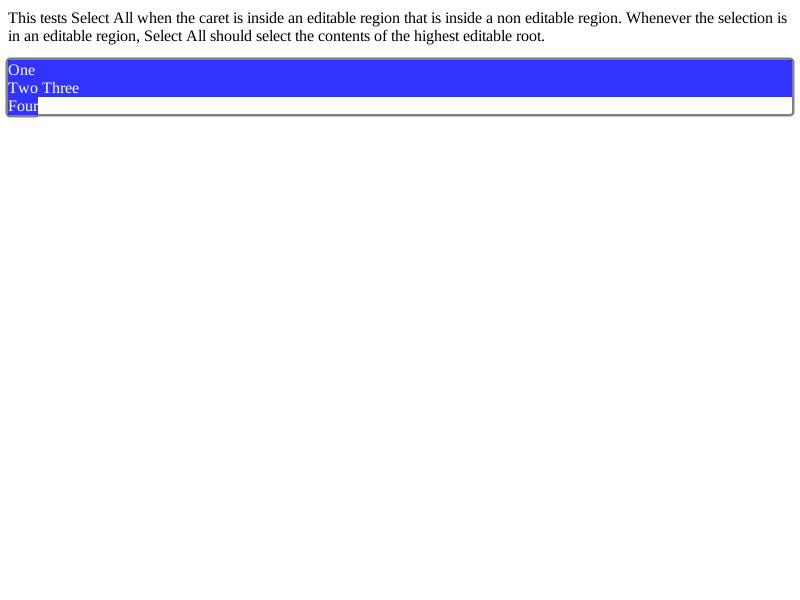 This tests Select All when the caret is inside an editable region that is inside a non editable region. Whenever the selection is
in an editable region, Select All should select the contents of the highest editable root.
One
Two Three
Four